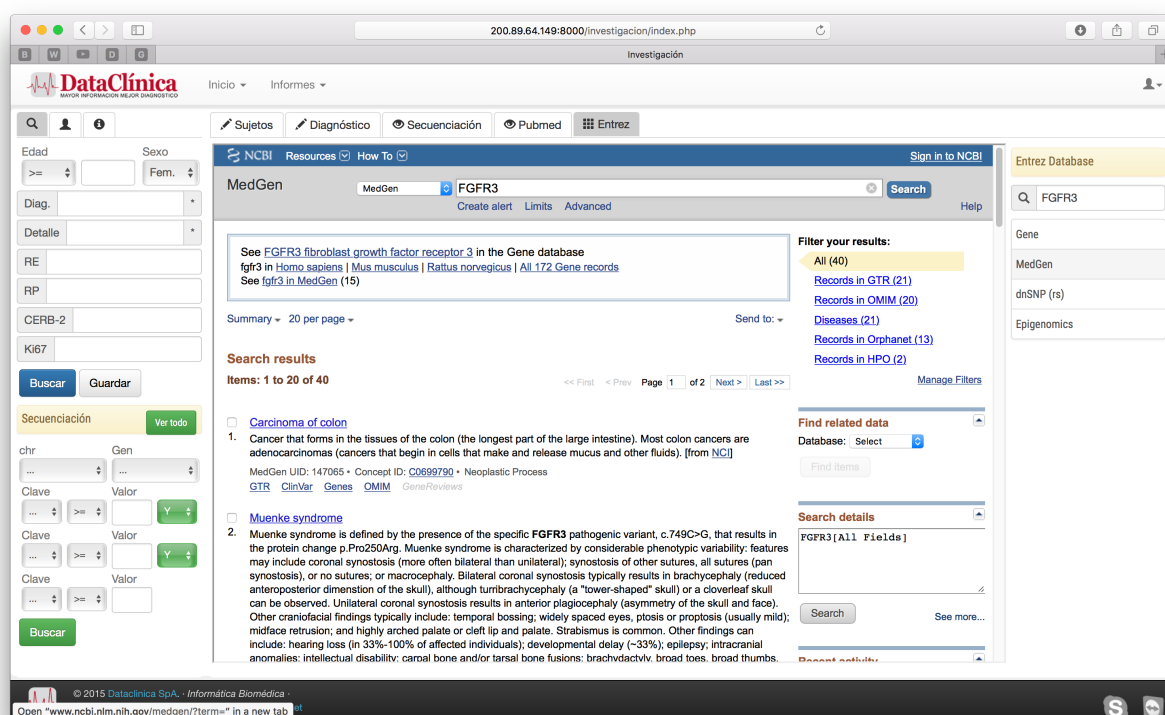 200.89.64.149:8000/investigacion/index.php
B W D G
Investigación
DataClínica
MAYOR INFORMACION MEJOR DIAGNOSTICO
Inicio Informes
Sujetos Diagnóstico Secuenciación Pubmed Entrez
Edad Sexo
>= Fem.
Diag. *
Detalle *
RE
RP
CERB-2
Ki67
Buscar Guardar
Secuenciación Ver todo
chr Gen
... ...
Clave Valor
... >= Y
Clave Valor
... >= Y
Clave Valor
... >=
Buscar
NCBI Resources How To Sign in to NCBI
MedGen MedGen FGFR3 Search
Create alert Limits Advanced Help
See FGFR3 fibroblast growth factor receptor 3 in the Gene database
fgfr3 in Homo sapiens | Mus musculus | Rattus norvegicus | All 172 Gene records
See fgfr3 in MedGen (15)
Summary 20 per page Send to:
Search results
Items: 1 to 20 of 40
<< First < Prev Page 1 of 2 Next > Last >>
Carcinoma of colon
1. Cancer that forms in the tissues of the colon (the longest part of the large intestine). Most colon cancers are
adenocarcinomas (cancers that begin in cells that make and release mucus and other fluids). [from NCI]
MedGen UID: 147065 • Concept ID: C0699790 • Neoplastic Process
GTR ClinVar Genes OMIM GeneReviews
Muenke syndrome
2. Muenke syndrome is defined by the presence of the specific FGFR3 pathogenic variant, c.749C>G, that results in
the protein change p.Pro250Arg. Muenke syndrome is characterized by considerable phenotypic variability: features
may include coronal synostosis (more often bilateral than unilateral); synostosis of other sutures, all sutures (pan
synostosis), or no sutures; or macrocephaly. Bilateral coronal synostosis typically results in brachycephaly (reduced
anteroposterior dimenstion of the skull), although turribrachycephaly (a "tower-shaped" skull) or a cloverleaf skull
can be observed. Unilateral coronal synostosis results in anterior plagiocephaly (asymmetry of the skull and face).
Other craniofacial findings typically include: temporal bossing; widely spaced eyes, ptosis or proptosis (usually mild);
midface retrusion; and highly arched palate or cleft lip and palate. Strabismus is common. Other findings can
include: hearing loss (in 33%-100% of affected individuals); developmental delay (~33%); epilepsy; intracranial
anomalies; intellectual disability; carpal bone and/or tarsal bone fusions; brachydactyly, broad toes, broad thumbs,
Filter your results:
All (40)
Records in GTR (21)
Records in OMIM (20)
Diseases (21)
Records in Orphanet (13)
Records in HPO (2)
Manage Filters
Find related data
Database: Select
Find items
Search details
FGFR3[All Fields]
Search See more...
Recent activity
Entrez Database
FGFR3
Gene
MedGen
dnSNP (rs)
Epigenomics
© 2015 Dataclinica SpA. · Informática Biomédica ·
Open "www.ncbi.nlm.nih.gov/medgen/?term=" in a new tab et